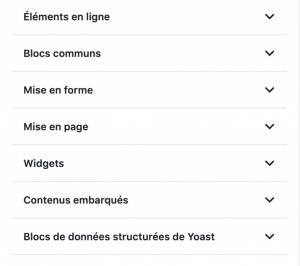 Éléments en ligne
Blocs communs
Mise en forme
Mise en page
Widgets
Contenus embarqués
Blocs de données structurées de Yoast